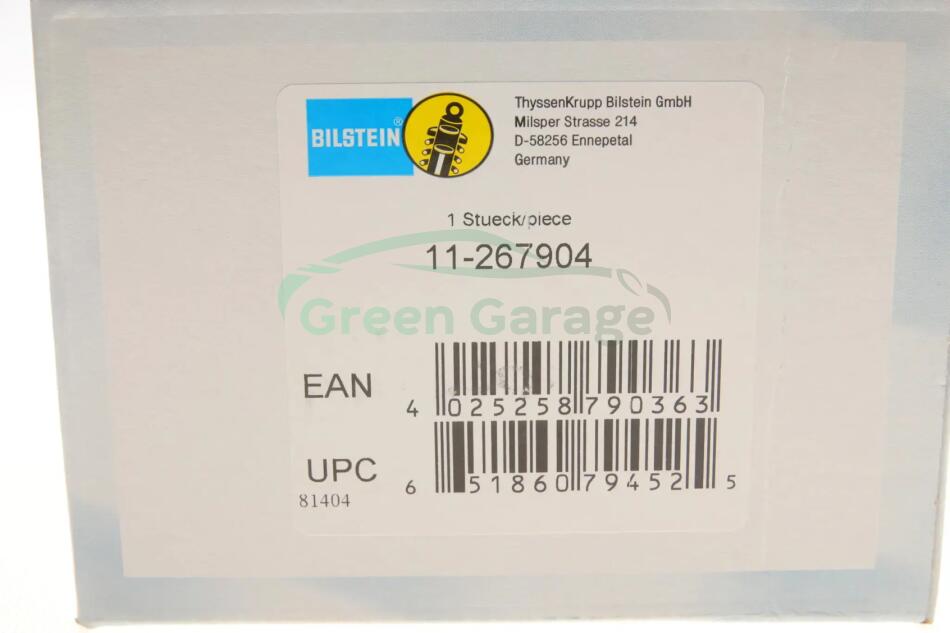 BILSTEIN®
ThyssenKrupp Bilstein GmbH
Milsper Strasse 214
D-58256 Ennepetal
Germany
1 Stueck/piece
11-267904
Green Garage
EAN
4 025258 790363
UPC
6 51860 79452 5
81404